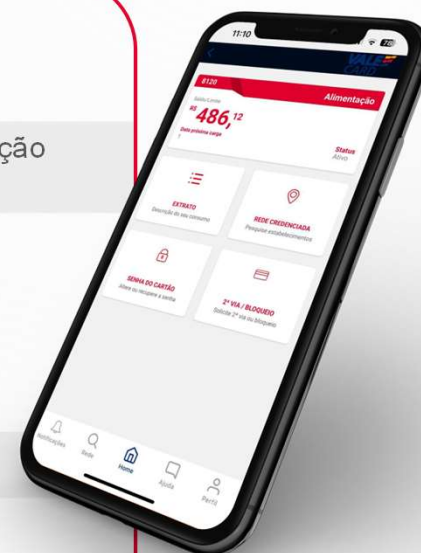 ção
11:10
78
VALE
CARD
8120
Alimentação
Saldo/Limite
R$ 486,12
Data próxima carga
Status
Ativo
EXTRATO
Descrição do seu consumo
REDE CREDENCIADA
Pesquise estabelecimentos
SENHA DO CARTÃO
Altere ou recupere a senha
2ª VIA / BLOQUEIO
Solicite 2ª via ou bloqueio
Notificações
Rede
Home
Ajuda
Perfil